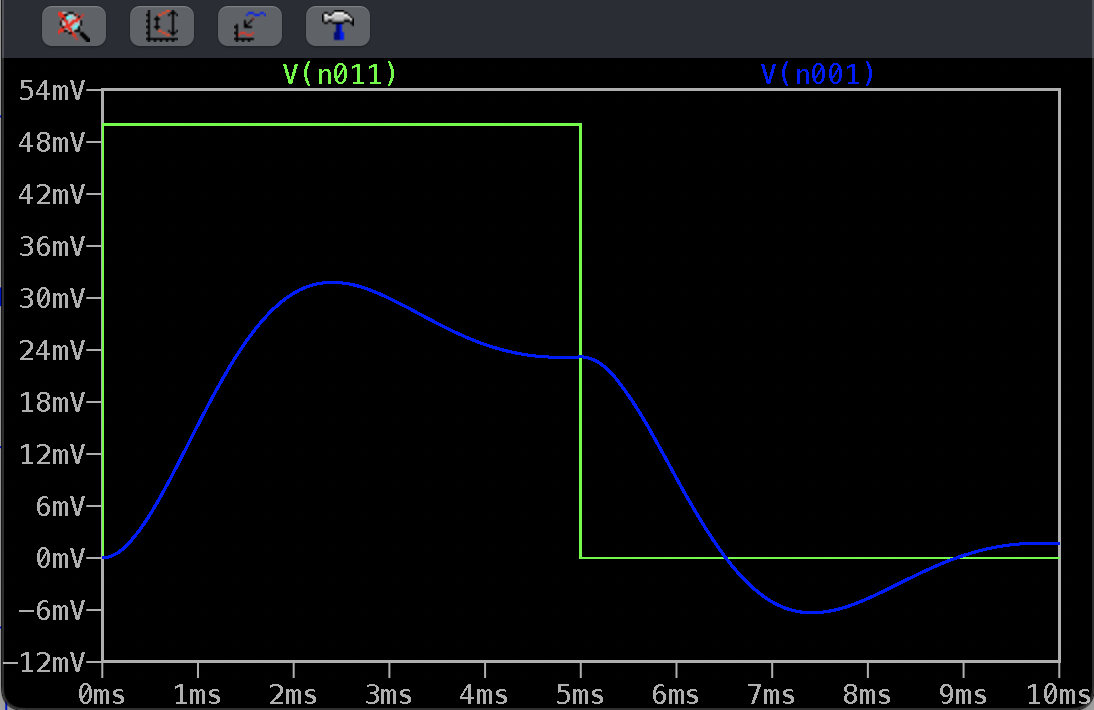 V(n011) V(n001)
54mV
48mV
42mV
36mV
30mV
24mV
18mV
12mV
6mV
0mV
−6mV
−12mV
0ms 1ms 2ms 3ms 4ms 5ms 6ms 7ms 8ms 9ms 10ms